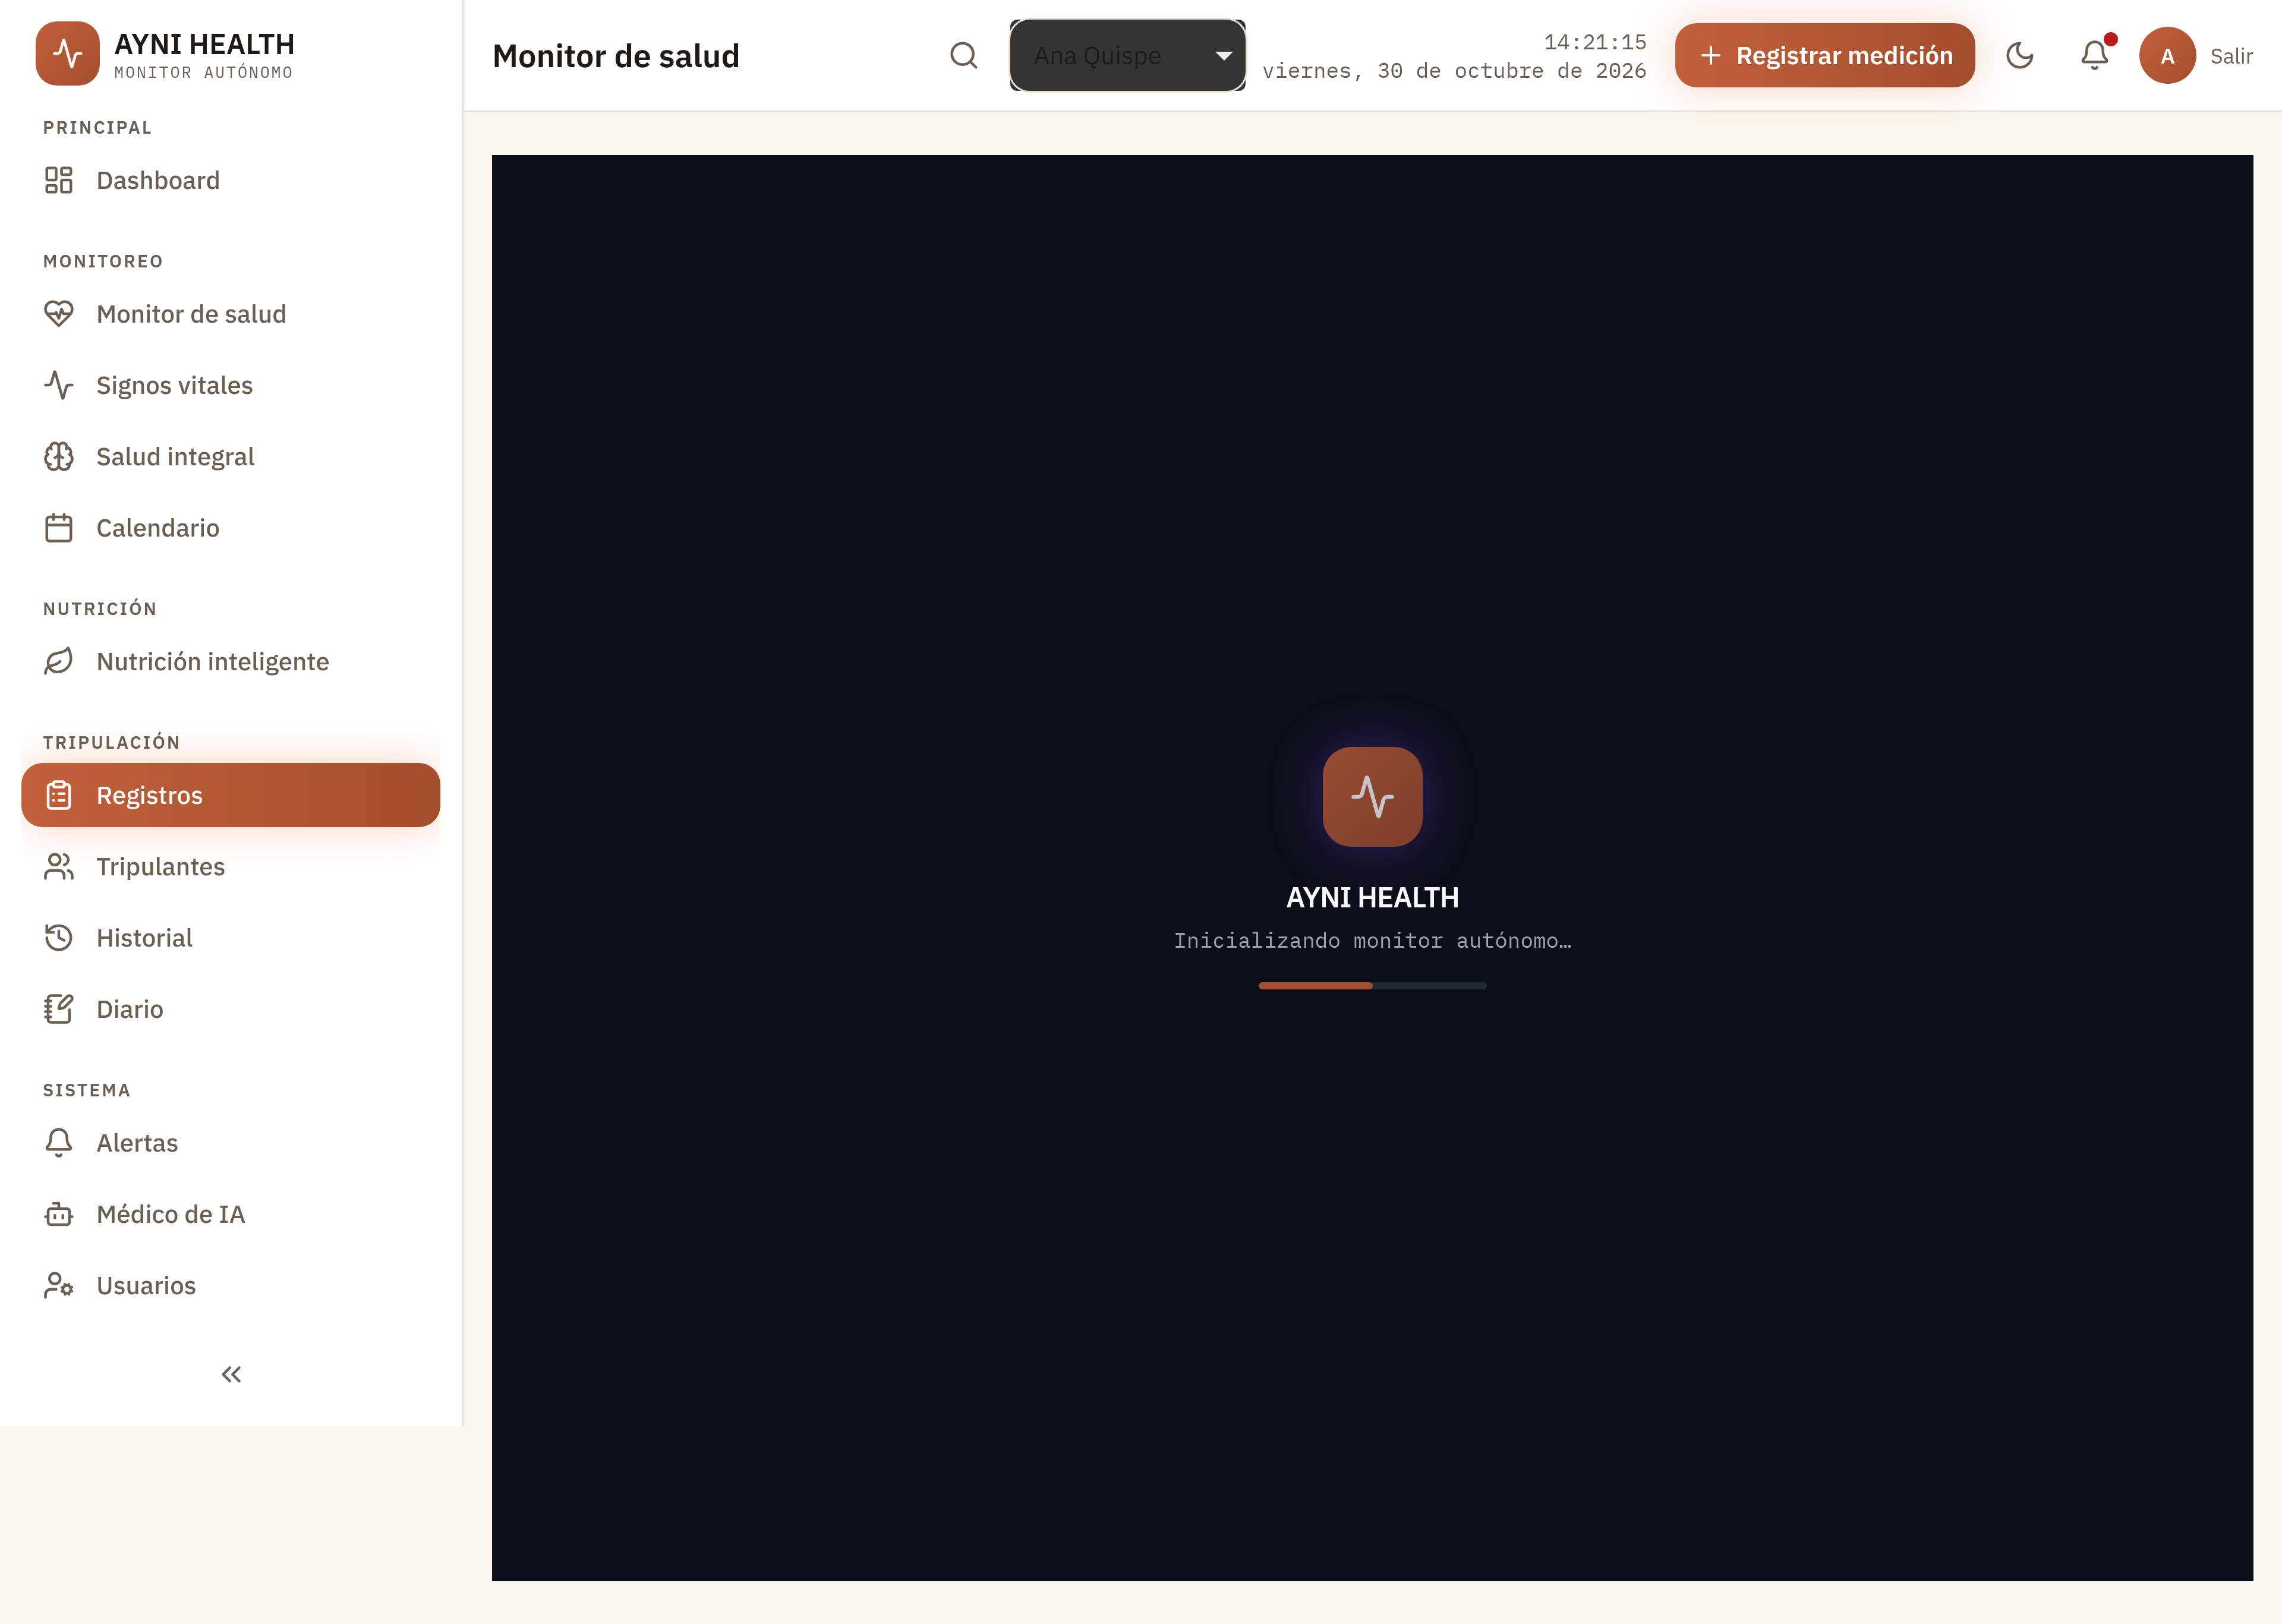 AYNI HEALTH
MONITOR AUTÓNOMO
PRINCIPAL
Dashboard
MONITOREO
Monitor de salud
Signos vitales
Salud integral
Calendario
NUTRICIÓN
Nutrición inteligente
TRIPULACIÓN
Registros
Tripulantes
Historial
Diario
SISTEMA
Alertas
Médico de IA
Usuarios
Monitor de salud
Ana Quispe
14:21:15
viernes, 30 de octubre de 2026
Registrar medición
A
Salir
AYNI HEALTH
Inicializando monitor autónomo…